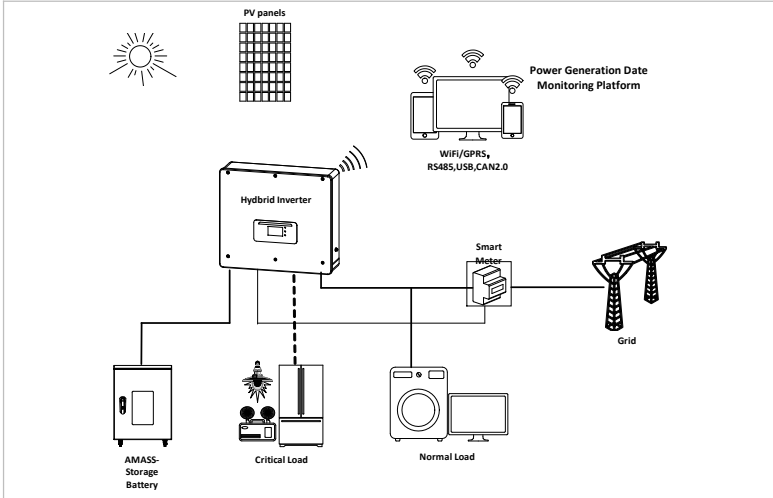 PV panels
Power Generation Date
Monitoring Platform
WiFi/GPRS,
RS485,USB,CAN2.0
Hydbrid Inverter
Smart
Meter
Grid
AMASS-
Storage
Battery
Critical Load
Normal Load